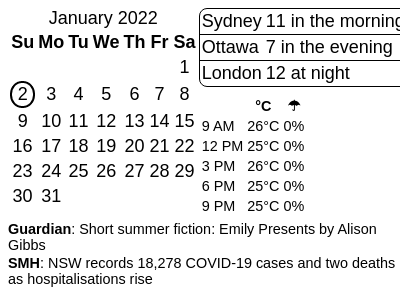 January 2022
Su Mo Tu We Th Fr Sa
1
2 3 4 5 6 7 8
9 10 11 12 13 14 15
16 17 18 19 20 21 22
23 24 25 26 27 28 29
30 31
Sydney 11 in the morning
Ottawa 7 in the evening
London 12 at night
°C ☂
9 AM 26°C 0%
12 PM 25°C 0%
3 PM 26°C 0%
6 PM 25°C 0%
9 PM 25°C 0%
Guardian: Short summer fiction: Emily Presents by Alison
Gibbs
SMH: NSW records 18,278 COVID-19 cases and two deaths
as hospitalisations rise